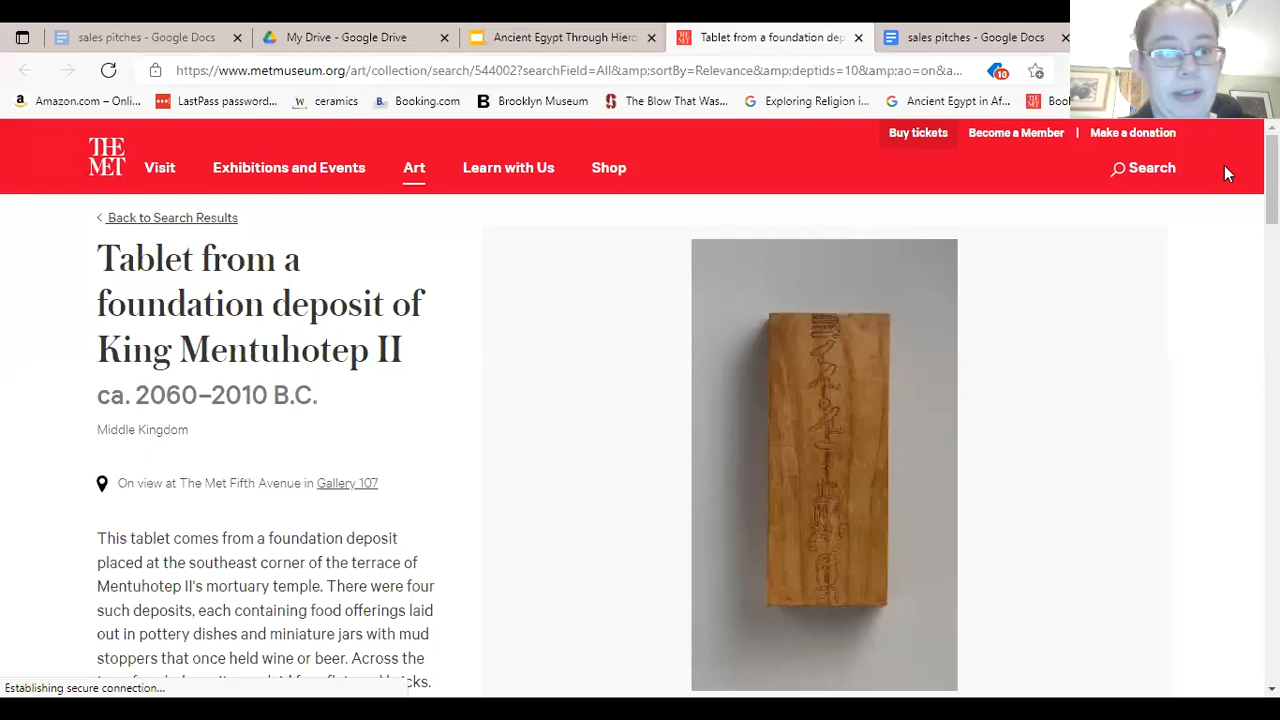 sales pitches - Google Docs
My Drive - Google Drive
Ancient Egypt Through Hierc
Tablet from a foundation dep
sales pitches - Google Docs
https://www.metmuseum.org/art/collection/search/544002?searchField=All&amp;sortBy=Relevance&amp;deptids=10&amp;ao=on&a...
10
Amazon.com – Onli...
LastPass password...
ceramics
Booking.com
Brooklyn Museum
The Blow That Was...
Exploring Religion i...
Ancient Egypt in Af...
Boo
Buy tickets
Become a Member
Make a donation
THE MET
Visit
Exhibitions and Events
Art
Learn with Us
Shop
Search
Back to Search Results
Tablet from a
foundation deposit of
King Mentuhotep II
ca. 2060–2010 B.C.
Middle Kingdom
On view at The Met Fifth Avenue in Gallery 107
This tablet comes from a foundation deposit
placed at the southeast corner of the terrace of
Mentuhotep II's mortuary temple. There were four
such deposits, each containing food offerings laid
out in pottery dishes and miniature jars with mud
stoppers that once held wine or beer. Across the
Establishing secure connection...